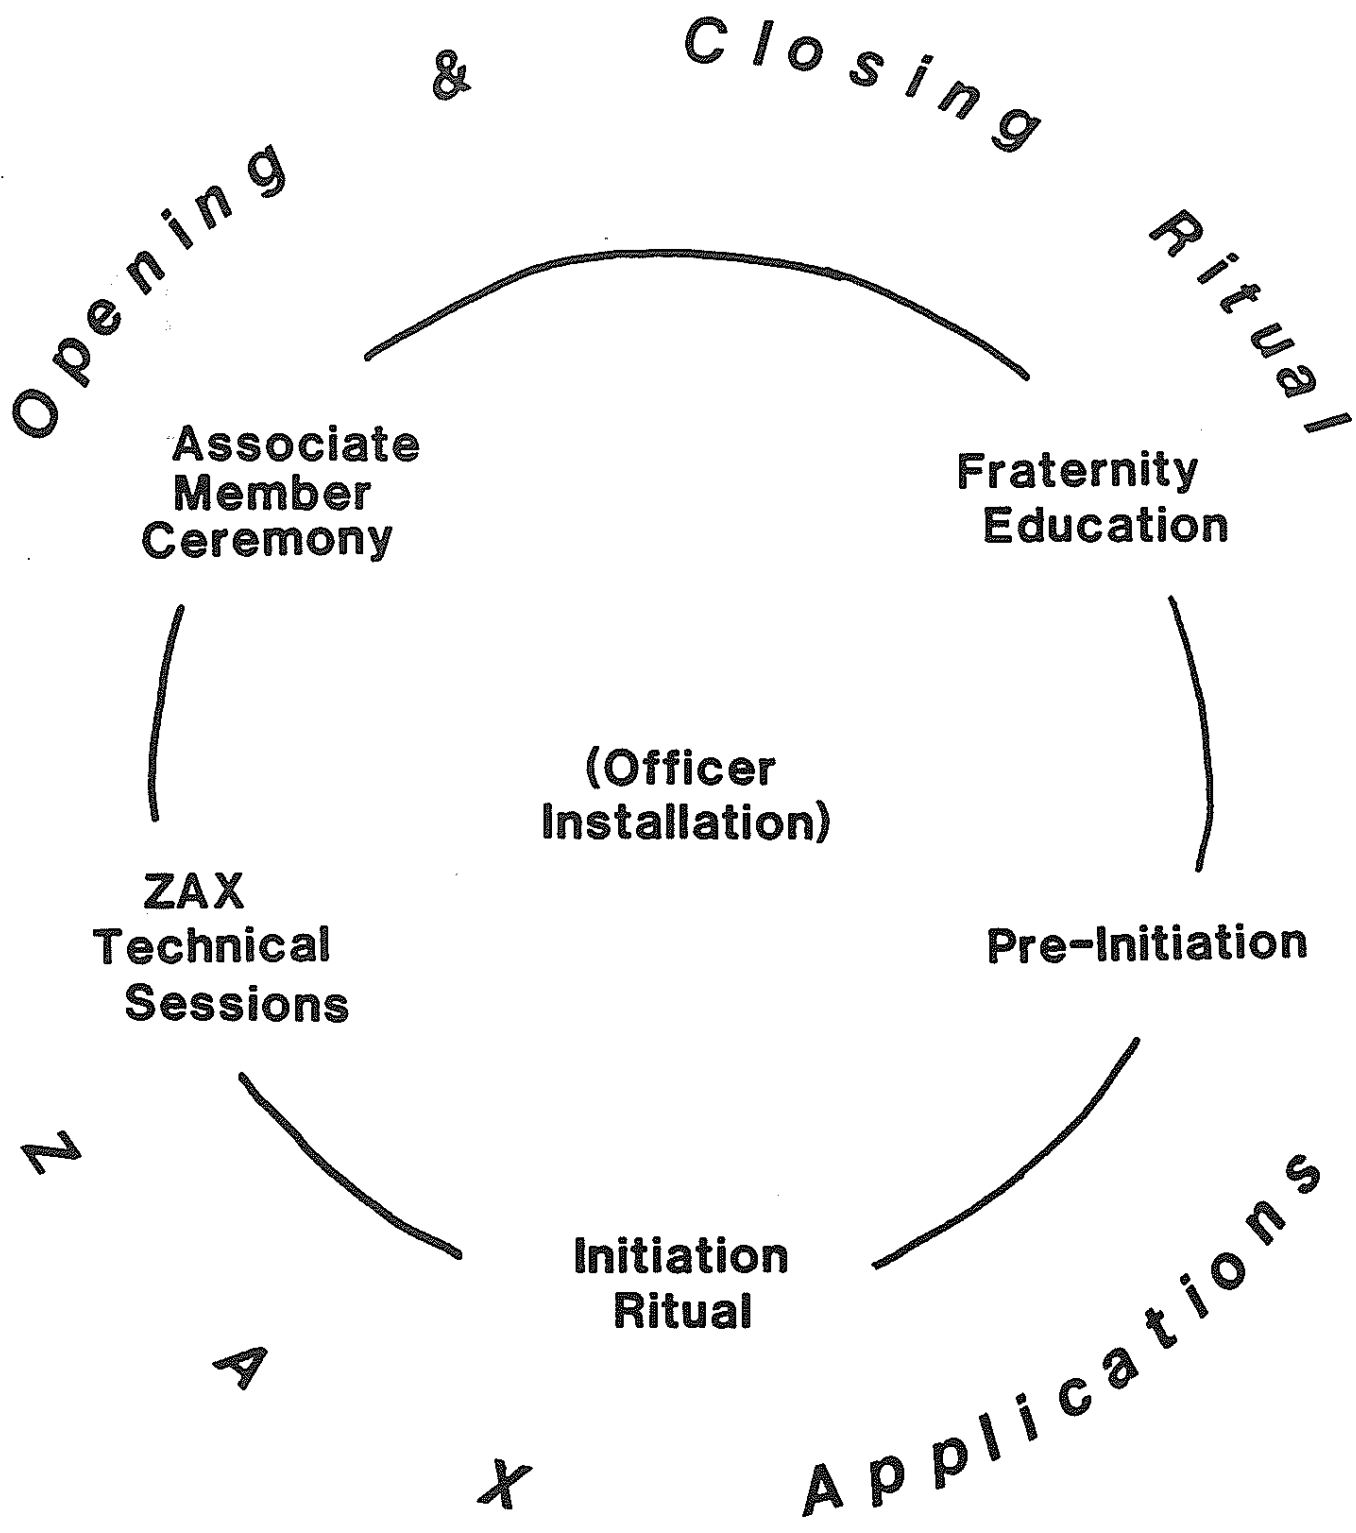 Opening & Closing Ritual
Associate
Member
Ceremony
Fraternity
Education
(Officer
Installation)
ZAX
Technical
Sessions
Pre-Initiation
Initiation
Ritual
ZAX Applications